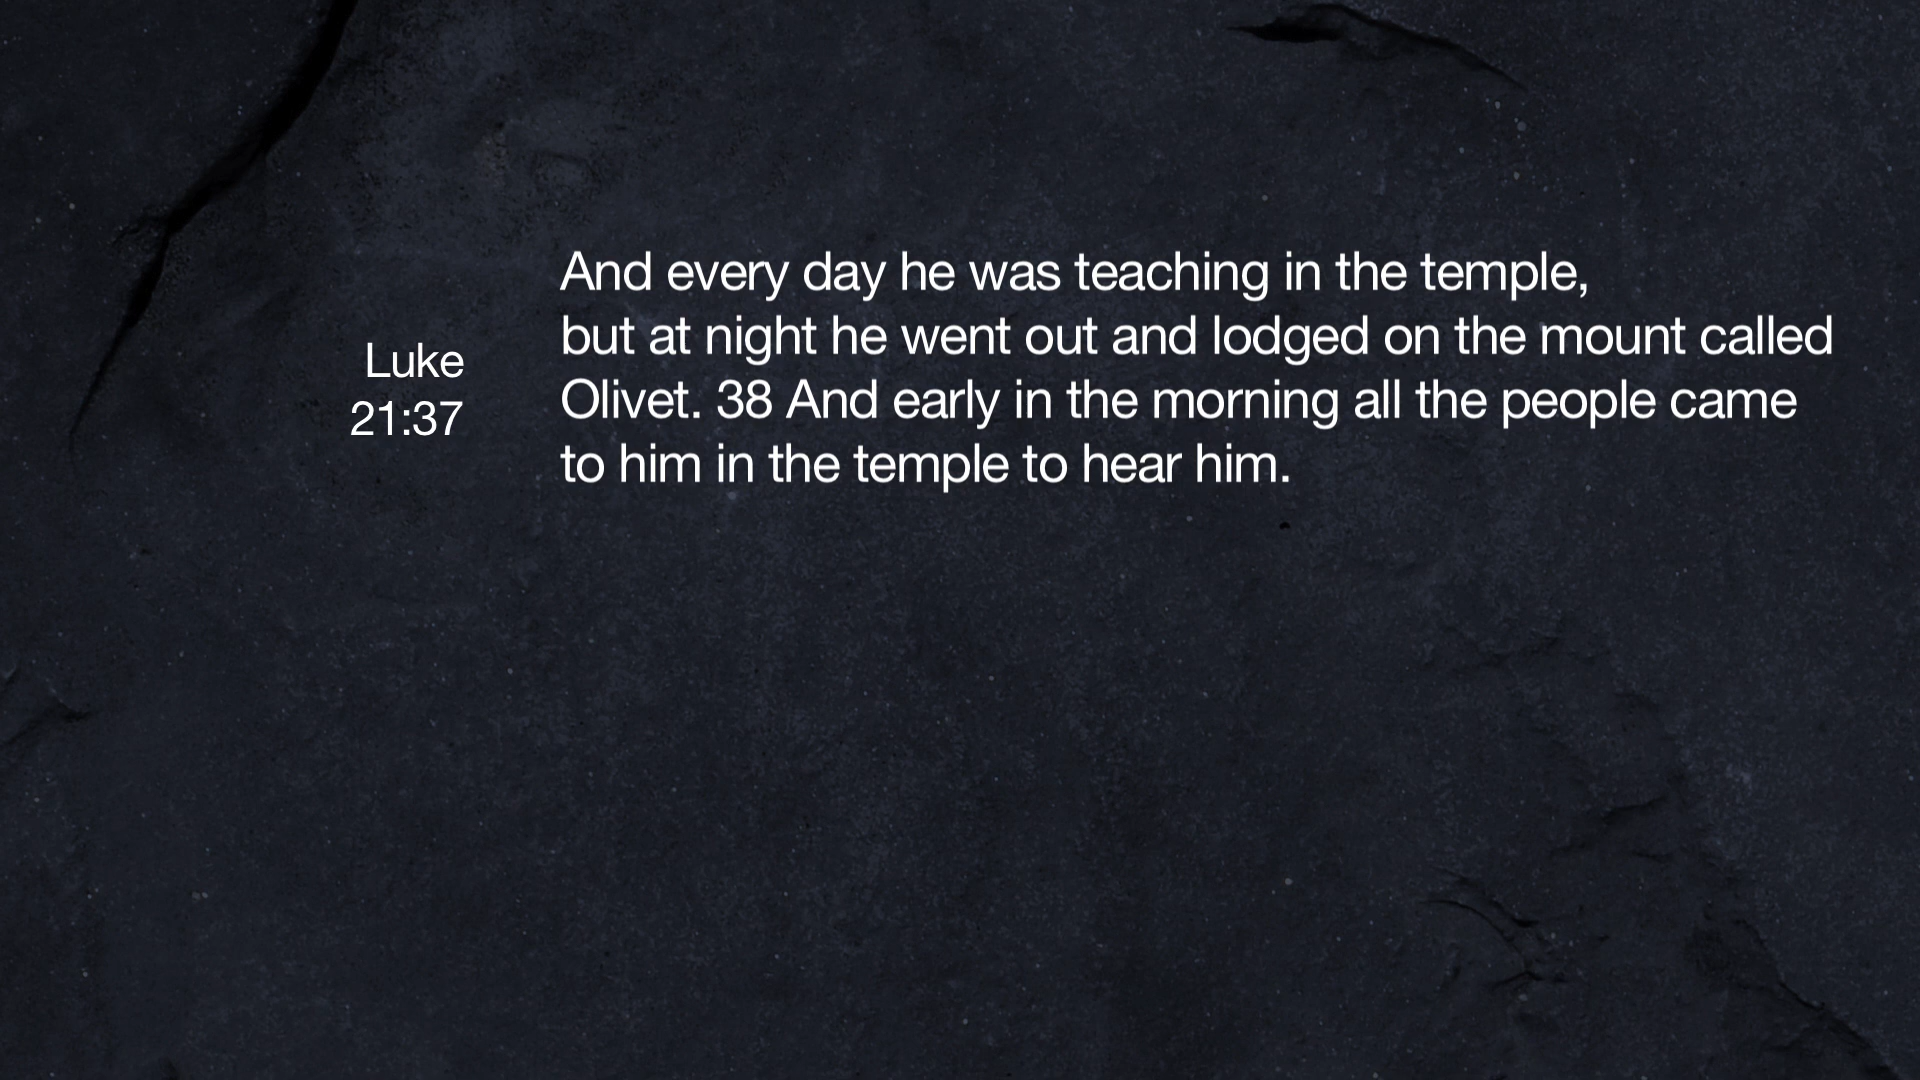 Luke
21:37
And every day he was teaching in the temple,
but at night he went out and lodged on the mount called
Olivet. 38 And early in the morning all the people came
to him in the temple to hear him.